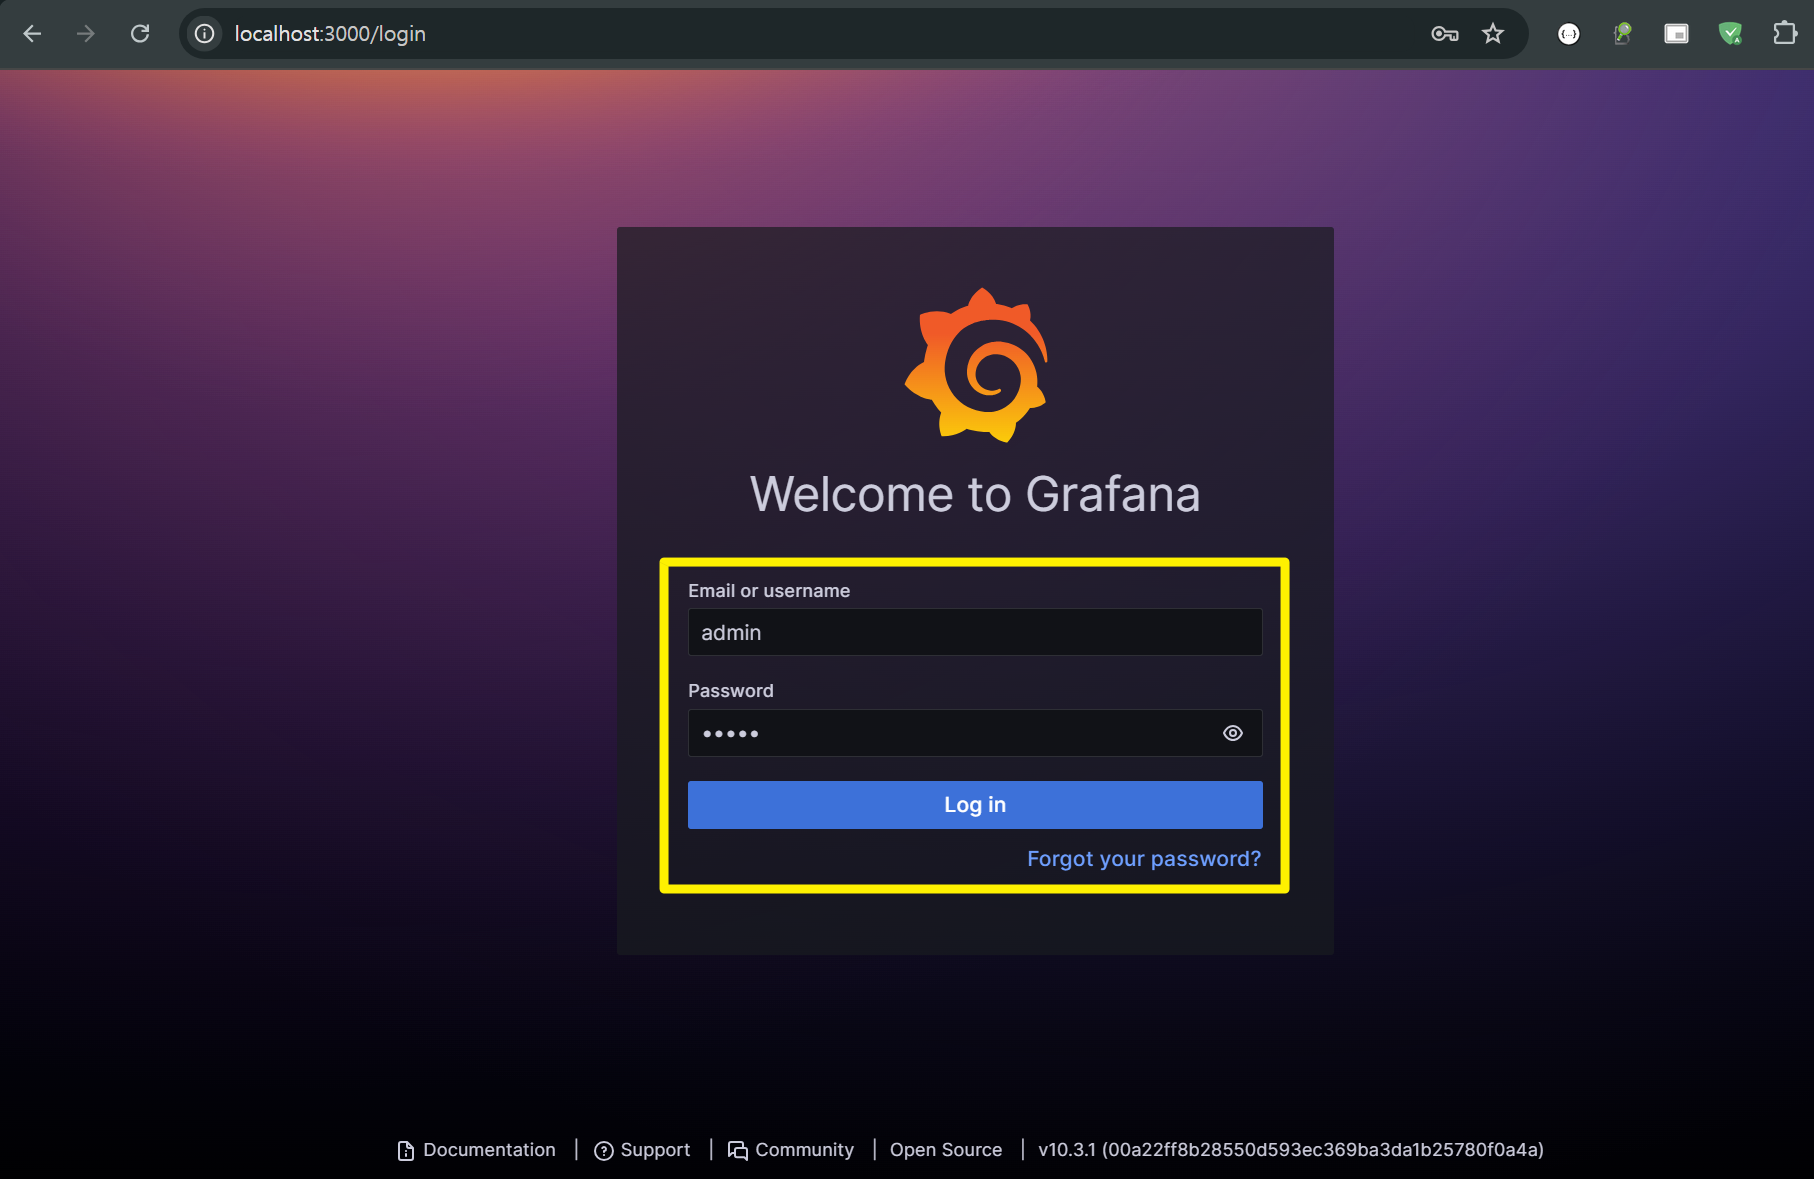 localhost:3000/login
Welcome to Grafana
Email or username
admin
Password
•••••
Log in
Forgot your password?
Documentation | Support | Community | Open Source | v10.3.1 (00a22ff8b28550d593ec369ba3da1b25780f0a4a)